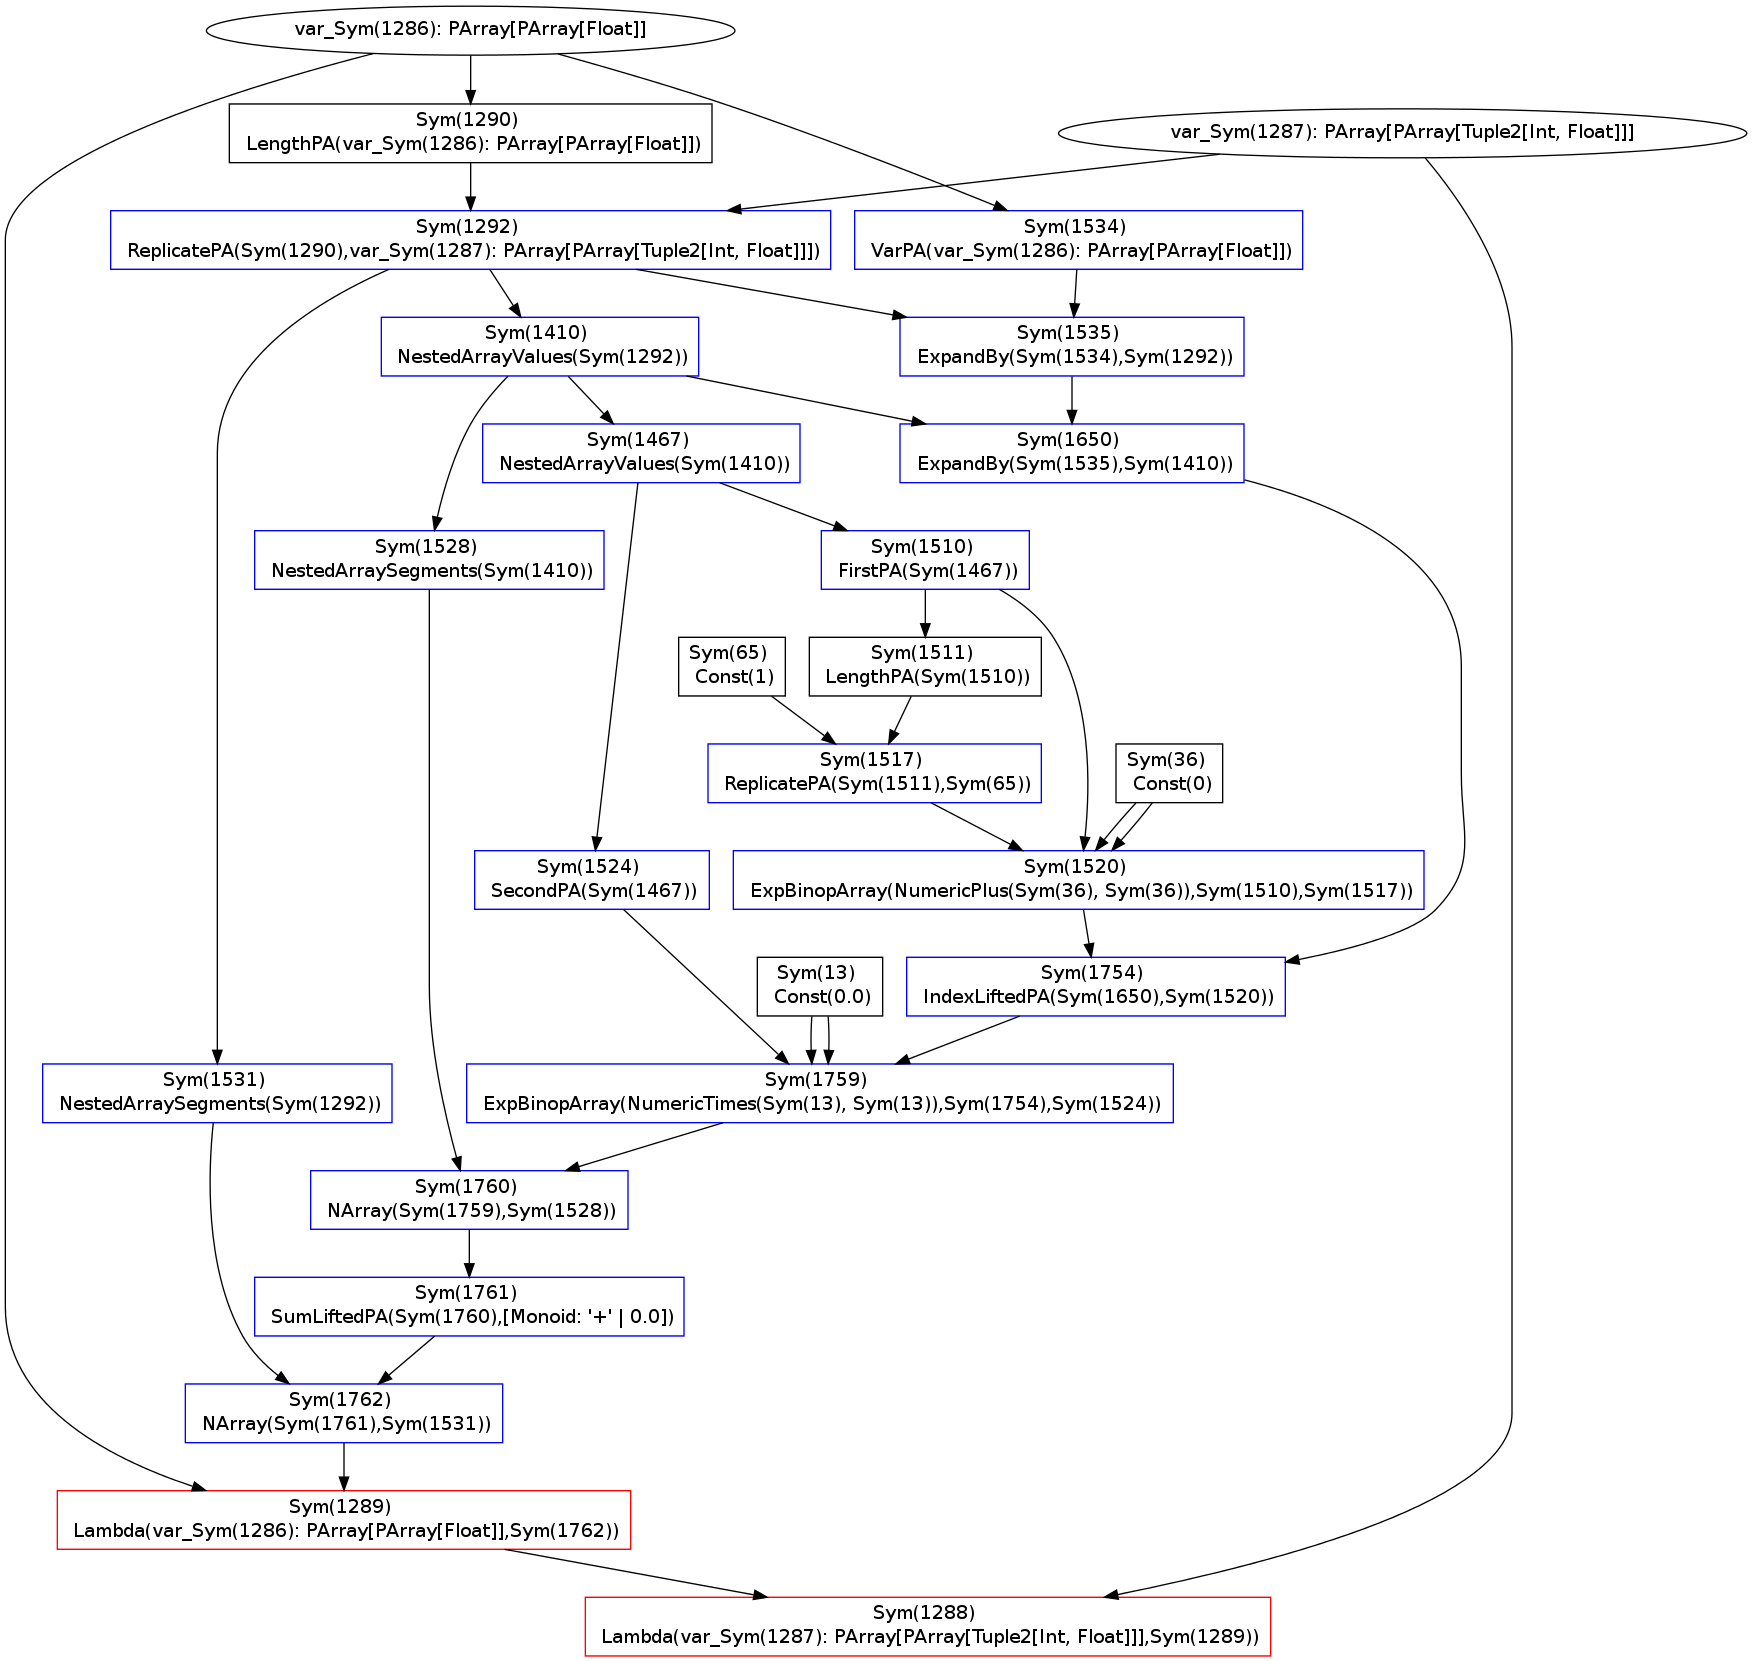 var_Sym(1286): PArray[PArray[Float]]
Sym(1290)
LengthPA(var_Sym(1286): PArray[PArray[Float]])
var_Sym(1287): PArray[PArray[Tuple2[Int, Float]]]
Sym(1292)
ReplicatePA(Sym(1290),var_Sym(1287): PArray[PArray[Tuple2[Int, Float]]])
Sym(1534)
VarPA(var_Sym(1286): PArray[PArray[Float]])
Sym(1410)
NestedArrayValues(Sym(1292))
Sym(1535)
ExpandBy(Sym(1534),Sym(1292))
Sym(1467)
NestedArrayValues(Sym(1410))
Sym(1650)
ExpandBy(Sym(1535),Sym(1410))
Sym(1528)
NestedArraySegments(Sym(1410))
Sym(1510)
FirstPA(Sym(1467))
Sym(65)
Const(1)
Sym(1511)
LengthPA(Sym(1510))
Sym(1517)
ReplicatePA(Sym(1511),Sym(65))
Sym(36)
Const(0)
Sym(1524)
SecondPA(Sym(1467))
Sym(1520)
ExpBinopArray(NumericPlus(Sym(36), Sym(36)),Sym(1510),Sym(1517))
Sym(13)
Const(0.0)
Sym(1754)
IndexLiftedPA(Sym(1650),Sym(1520))
Sym(1531)
NestedArraySegments(Sym(1292))
Sym(1759)
ExpBinopArray(NumericTimes(Sym(13), Sym(13)),Sym(1754),Sym(1524))
Sym(1760)
NArray(Sym(1759),Sym(1528))
Sym(1761)
SumLiftedPA(Sym(1760),[Monoid: '+' | 0.0])
Sym(1762)
NArray(Sym(1761),Sym(1531))
Sym(1289)
Lambda(var_Sym(1286): PArray[PArray[Float]],Sym(1762))
Sym(1288)
Lambda(var_Sym(1287): PArray[PArray[Tuple2[Int, Float]]],Sym(1289))